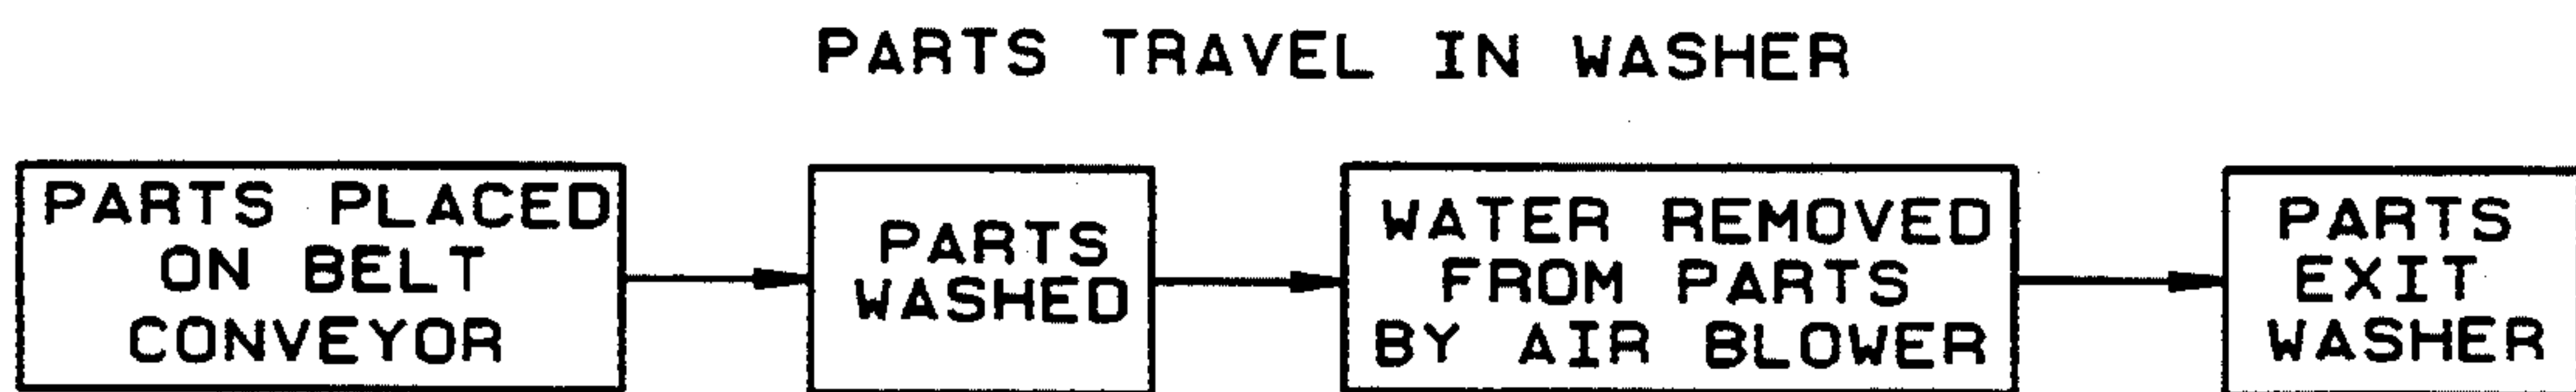 PARTS TRAVEL IN WASHER
PARTS PLACED
ON BELT
CONVEYOR
PARTS
WASHED
WATER REMOVED
FROM PARTS
BY AIR BLOWER
PARTS
EXIT
WASHER